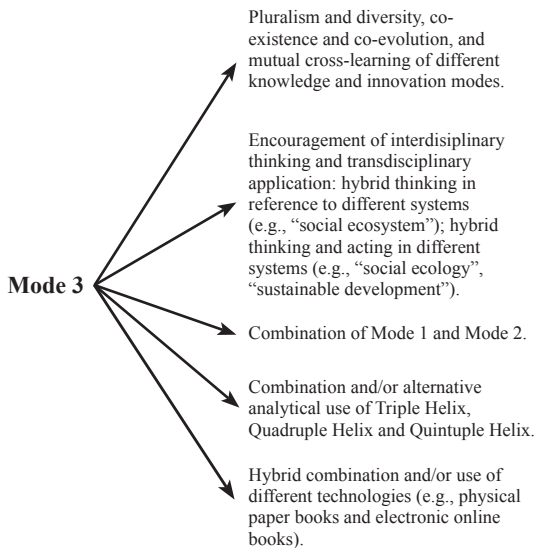 Pluralism and diversity, co-
existence and co-evolution, and
mutual cross-learning of different
knowledge and innovation modes.
Encouragement of interdisiplinary
thinking and transdisciplinary
application: hybrid thinking in
reference to different systems
(e.g., “social ecosystem”); hybrid
thinking and acting in different
systems (e.g., “social ecology”,
“sustainable development”).
Mode 3
Combination of Mode 1 and Mode 2.
Combination and/or alternative
analytical use of Triple Helix,
Quadruple Helix and Quintuple Helix.
Hybrid combination and/or use of
different technologies (e.g., physical
paper books and electronic online
books).